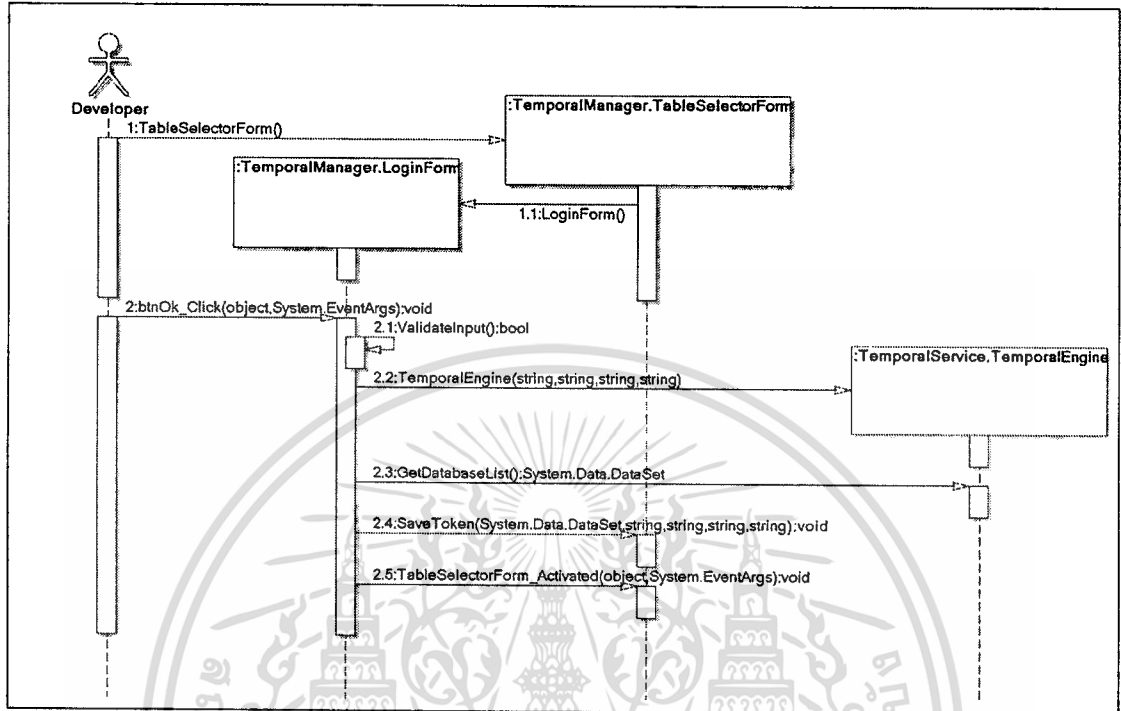 Developer
:TemporalManager.TableSelectorForm
1:TableSelectorForm()
:TemporalManager.LoginForm
1.1:LoginForm()
2:btnOk_Click(object,System.EventArgs):void
2.1:ValidateInput():bool
:TemporalService.TemporalEngine
2.2:TemporalEngine(string,string,string,string)
2.3:GetDatabaseList():System.Data.DataSet
2.4:SaveToken(System.Data.DataSet,string,string,string,string):void
2.5:TableSelectorForm_Activated(object,System.EventArgs):void